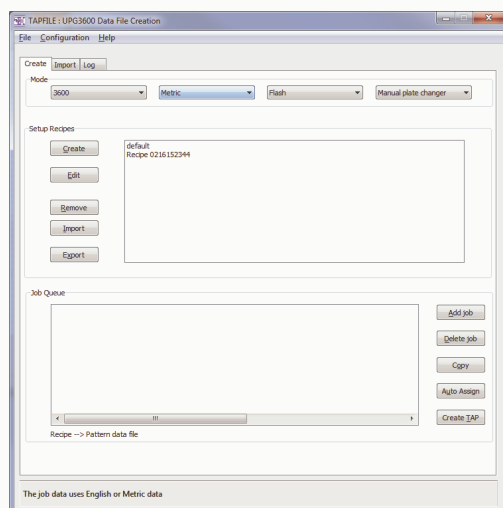 TAPFILE : UPG3600 Data File Creation
File Configuration Help
Create Import Log
Mode
3600 Metric Flash Manual plate changer
Setup Recipes
Create
Edit
Remove
Import
Export
default
Recipe 0216152344
Job Queue
Add job
Delete job
Copy
Auto Assign
Create TAP
Recipe --> Pattern data file
The job data uses English or Metric data